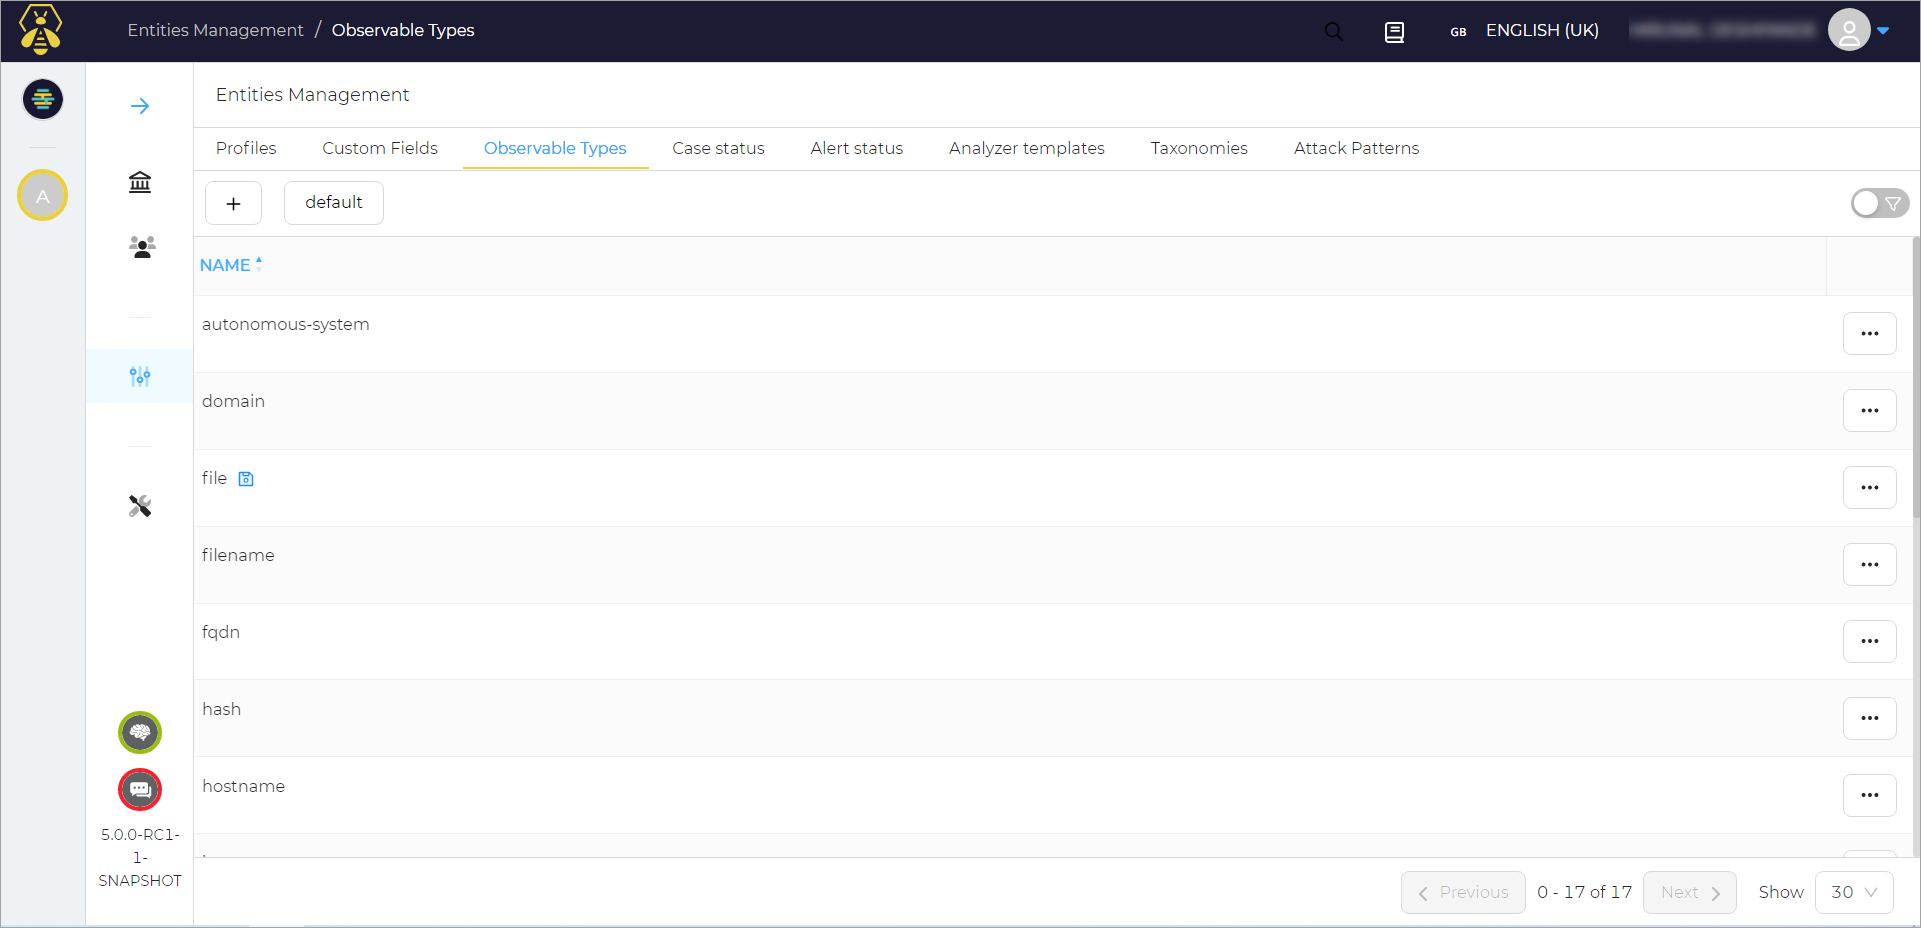 Entities Management / Observable Types
GB ENGLISH (UK)
A
Entities Management
Profiles Custom Fields Observable Types Case status Alert status Analyzer templates Taxonomies Attack Patterns
+ default
NAME
autonomous-system
domain
file
filename
fqdn
hash
hostname
5.0.0-RC1-
1-
SNAPSHOT
Previous 0 - 17 of 17 Next Show 30